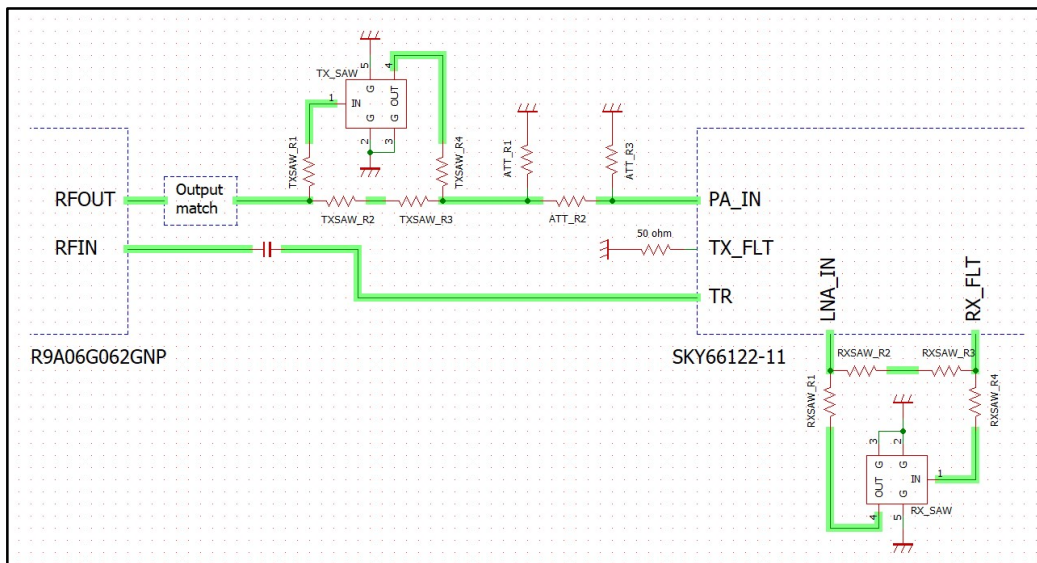 TX_SAW
5
4
G
OUT
1
IN
G
G
2
3
TXSAW_R1
TXSAW_R4
ATT_R1
ATT_R3
RFOUT
Output
match
TXSAW_R2
TXSAW_R3
ATT_R2
PA_IN
RFIN
50 ohm
TX_FLT
TR
LNA_IN
RX_FLT
R9A06G062GNP
SKY66122-11
RXSAW_R2
RXSAW_R3
RXSAW_R1
RXSAW_R4
3
2
G
G
IN
1
OUT
G
4
5
RX_SAW